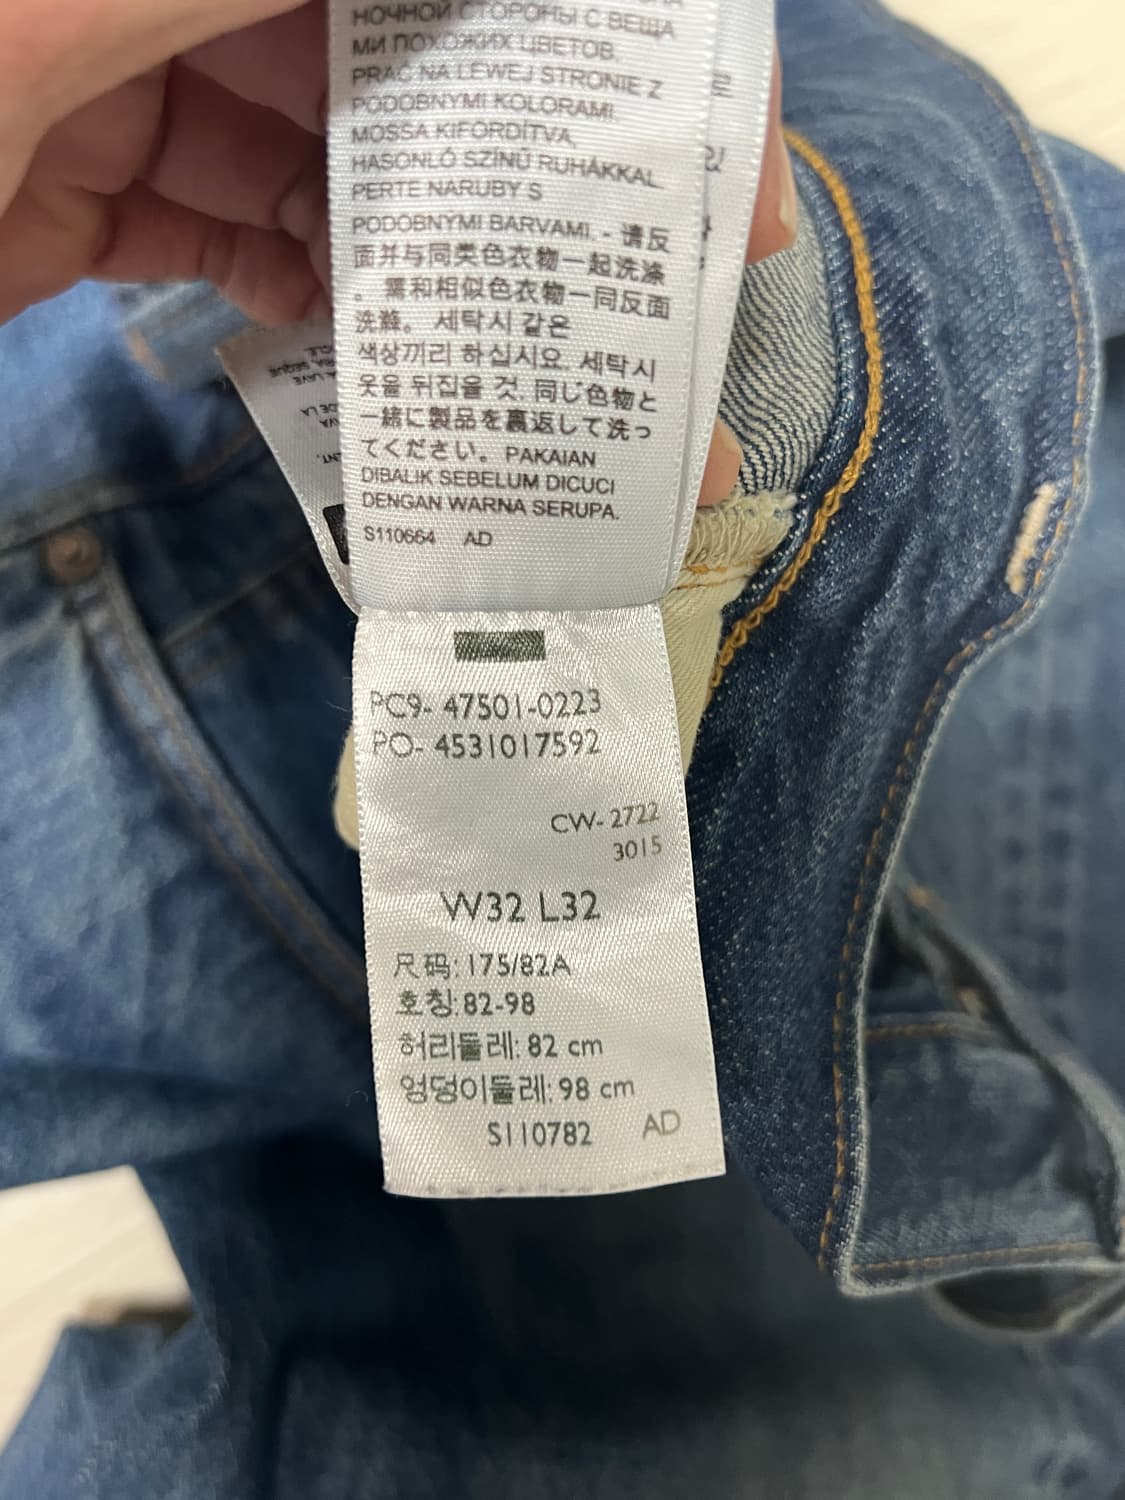 НОЧНОЙ СТОРОНЫ С ВЕЩА
МИ ПОХОЖИХ ЦВЕТОВ.
PRAĆ NA LEWEJ STRONIE Z
PODOBNYMI KOLORAMI.
MOSSA KIFORDÍTVA,
HASONLÓ SZÍNŰ RUHÁKKAL.
PERTE NARUBY S
PODOBNYMI BARVAMI. - 请反
面并与同类色衣物一起洗涤
。 請和相似色衣物一同反面
洗滌。 세탁시 같은
색상끼리 하십시요. 세탁시
옷을 뒤집을 것. 同じ色物と
一緒に製品を裏返して洗っ
てください。 PAKAIAN
DIBALIK SEBELUM DICUCI
DENGAN WARNA SERUPA.
S110664 AD
PC9- 47501-0223
PO- 4531017592
CW- 2722
3015
W32 L32
尺码: 175/82A
호칭: 82-98
허리둘레: 82 cm
엉덩이둘레: 98 cm
S110782 AD